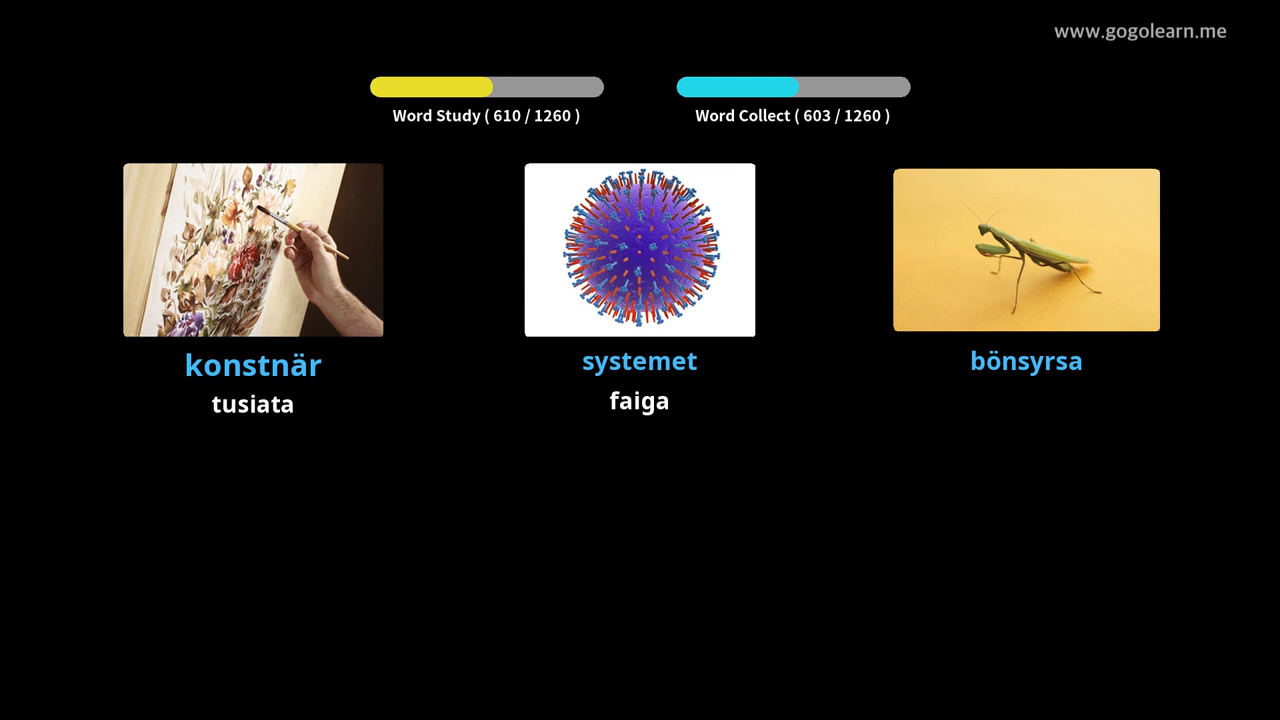 www.gogolearn.me
Word Study ( 610 / 1260 )
Word Collect ( 603 / 1260 )
konstnär
tusiata
systemet
faiga
bönsyrsa